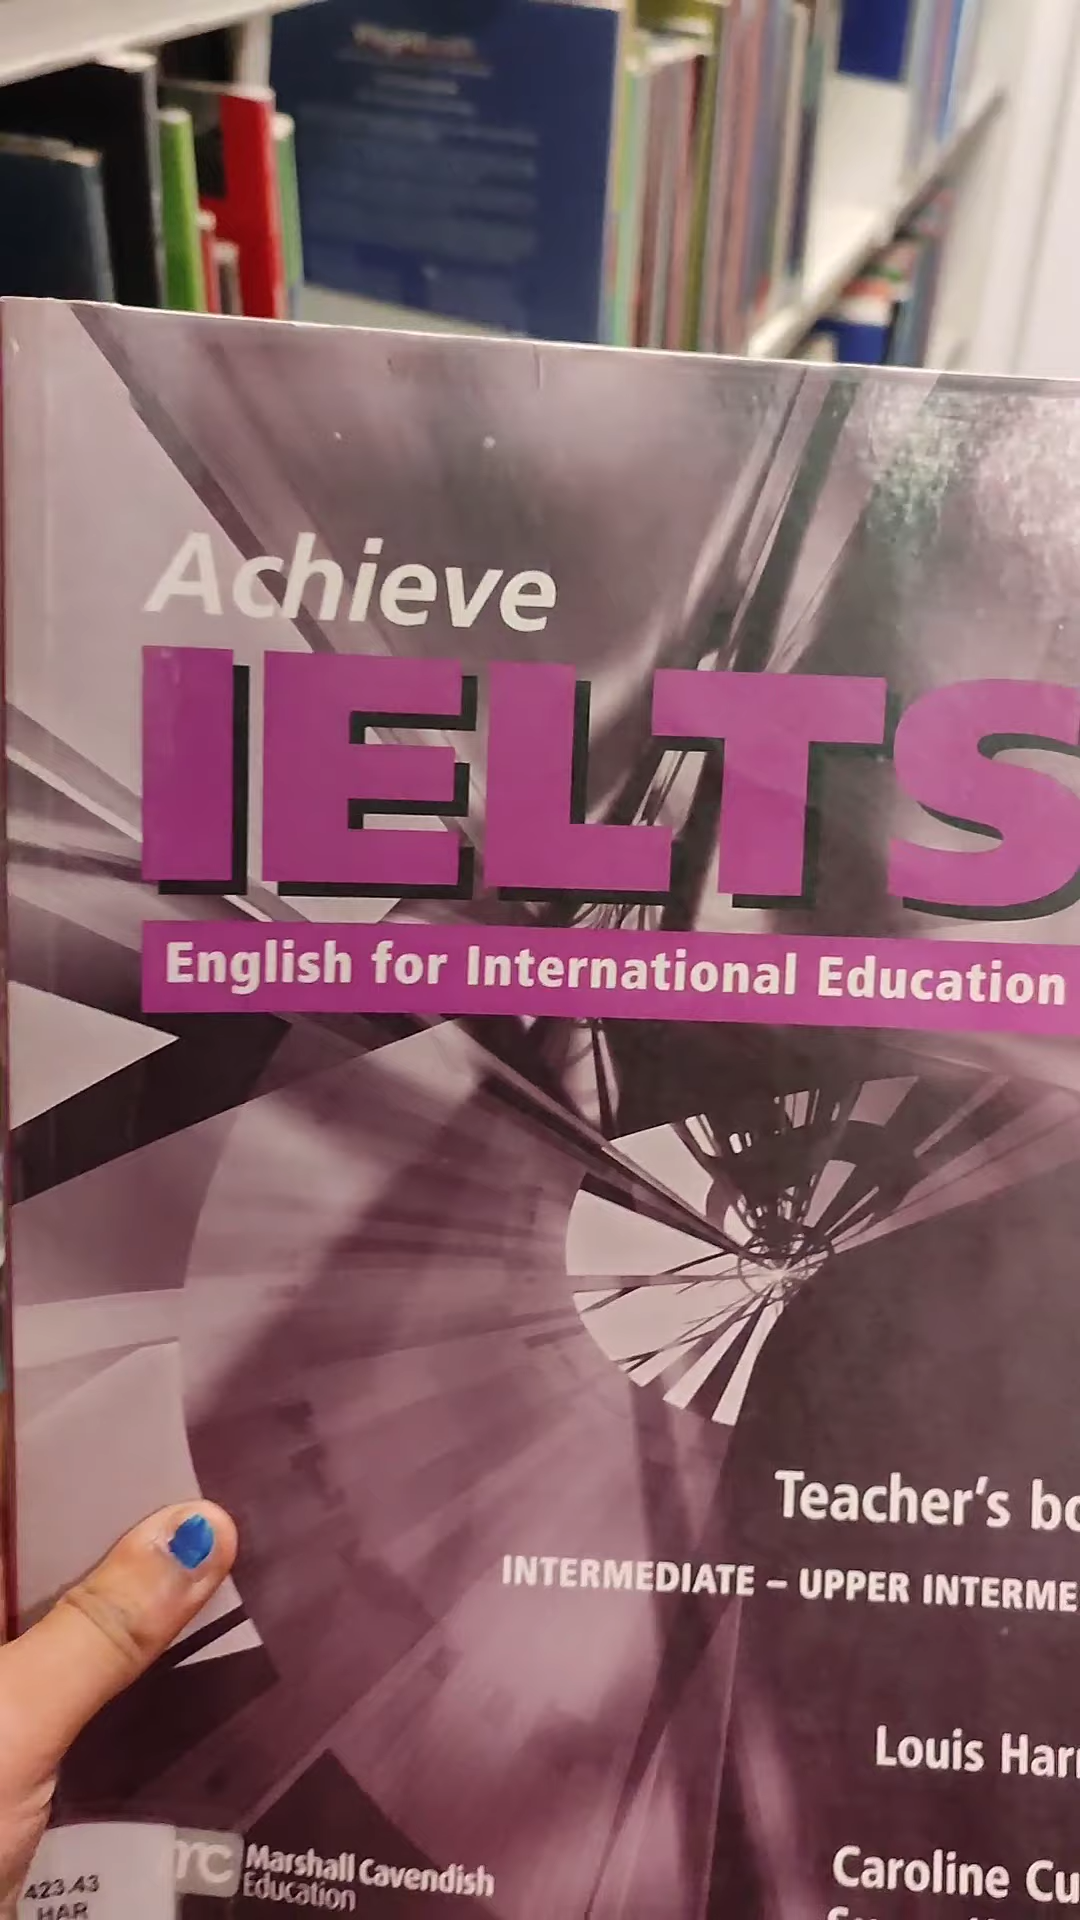 Achieve
IELTS
English for International Education
Teacher's bo
INTERMEDIATE – UPPER INTERME
Louis Harr
Caroline Cu
mc Marshall Cavendish
Education
423.43
HAR